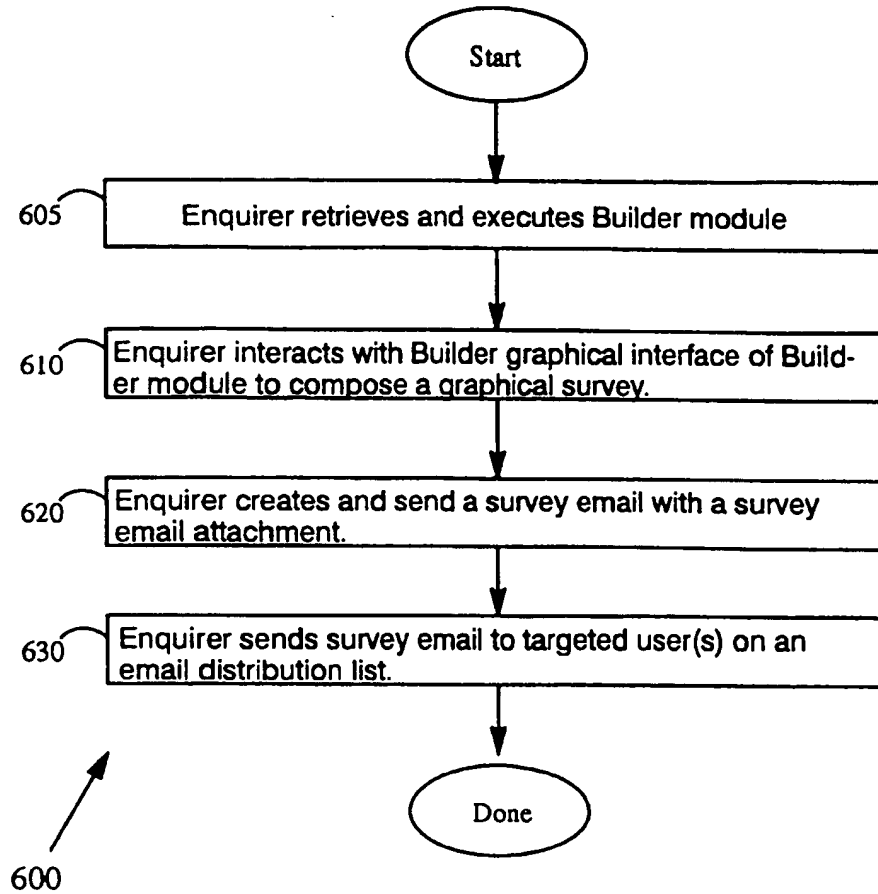 Start
605
Enquirer retrieves and executes Builder module
610
Enquirer interacts with Builder graphical interface of Build-
er module to compose a graphical survey.
620
Enquirer creates and send a survey email with a survey
email attachment.
630
Enquirer sends survey email to targeted user(s) on an
email distribution list.
Done
600